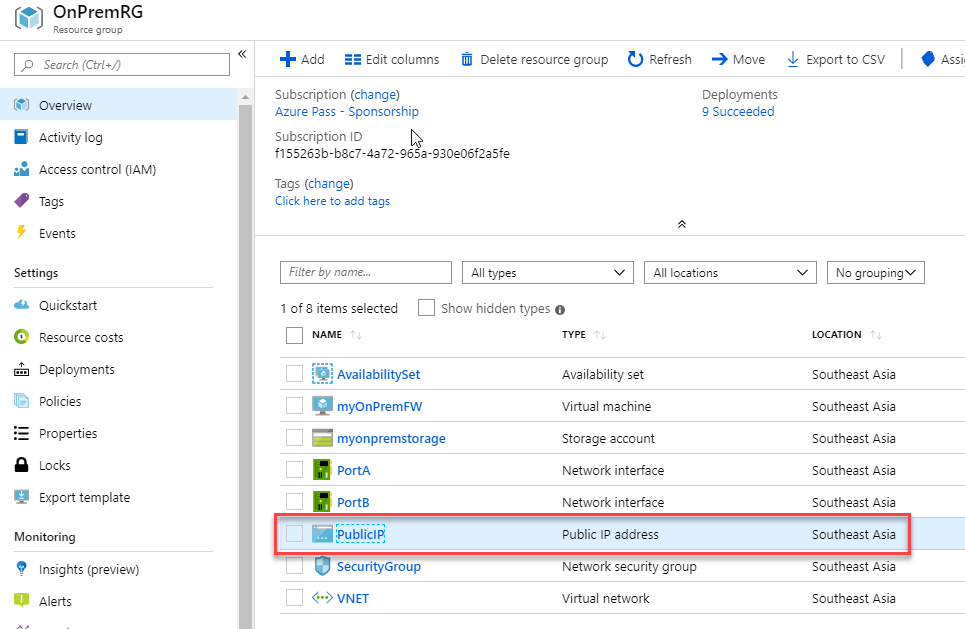 OnPremRG
Resource group
Search (Ctrl+/)
«
Overview
Activity log
Access control (IAM)
Tags
Events
Settings
Quickstart
Resource costs
Deployments
Policies
Properties
Locks
Export template
Monitoring
Insights (preview)
Alerts
Add Edit columns Delete resource group Refresh Move Export to CSV
Subscription (change)
Azure Pass - Sponsorship
Subscription ID
f155263b-b8c7-4a72-965a-930e06f2a5fe
Tags (change)
Click here to add tags
Deployments
9 Succeeded
Filter by name... All types All locations No grouping
1 of 8 items selected Show hidden types
NAME TYPE LOCATION
AvailabilitySet Availability set Southeast Asia
myOnPremFW Virtual machine Southeast Asia
myonpremstorage Storage account Southeast Asia
PortA Network interface Southeast Asia
PortB Network interface Southeast Asia
PublicIP Public IP address Southeast Asia
SecurityGroup Network security group Southeast Asia
VNET Virtual network Southeast Asia